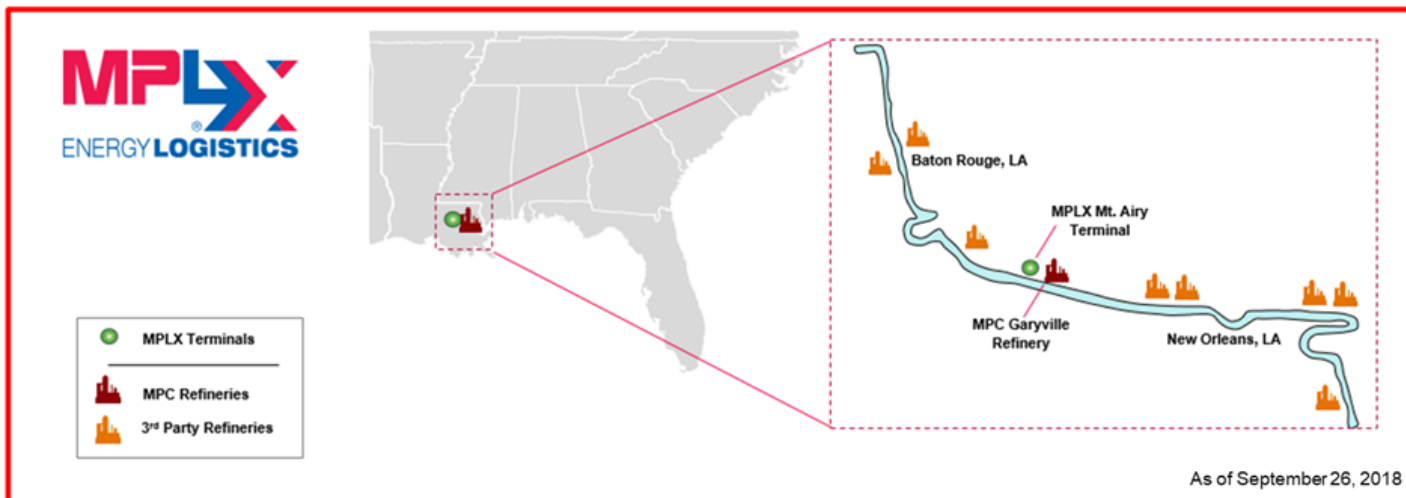 MPLX
®
ENERGY LOGISTICS
MPLX Terminals
MPC Refineries
3rd Party Refineries
Baton Rouge, LA
MPLX Mt. Airy
Terminal
MPC Garyville
Refinery
New Orleans, LA
As of September 26, 2018